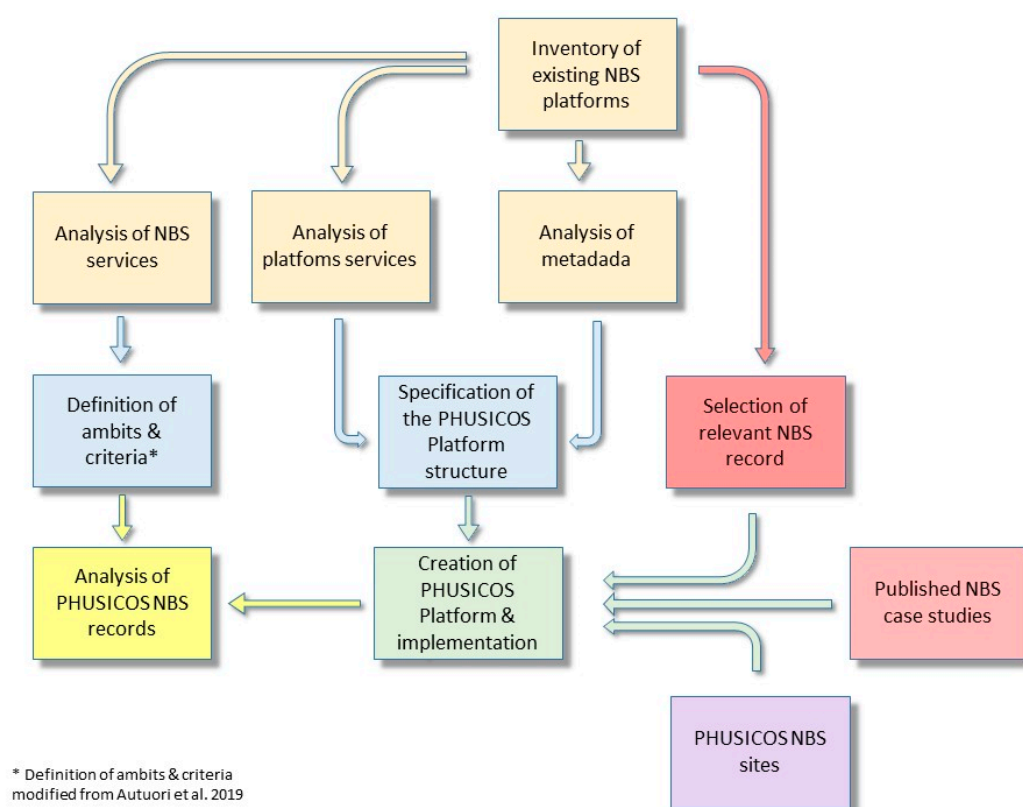 Inventory of
existing NBS
platforms
Analysis of NBS
services
Analysis of
platfoms services
Analysis of
metadada
Definition of
ambits &
criteria*
Specification of
the PHUSICOS
Platform
structure
Selection of
relevant NBS
record
Analysis of
PHUSICOS NBS
records
Creation of
PHUSICOS
Platform &
implementation
Published NBS
case studies
PHUSICOS NBS
sites
* Definition of ambits & criteria
modified from Autuori et al. 2019